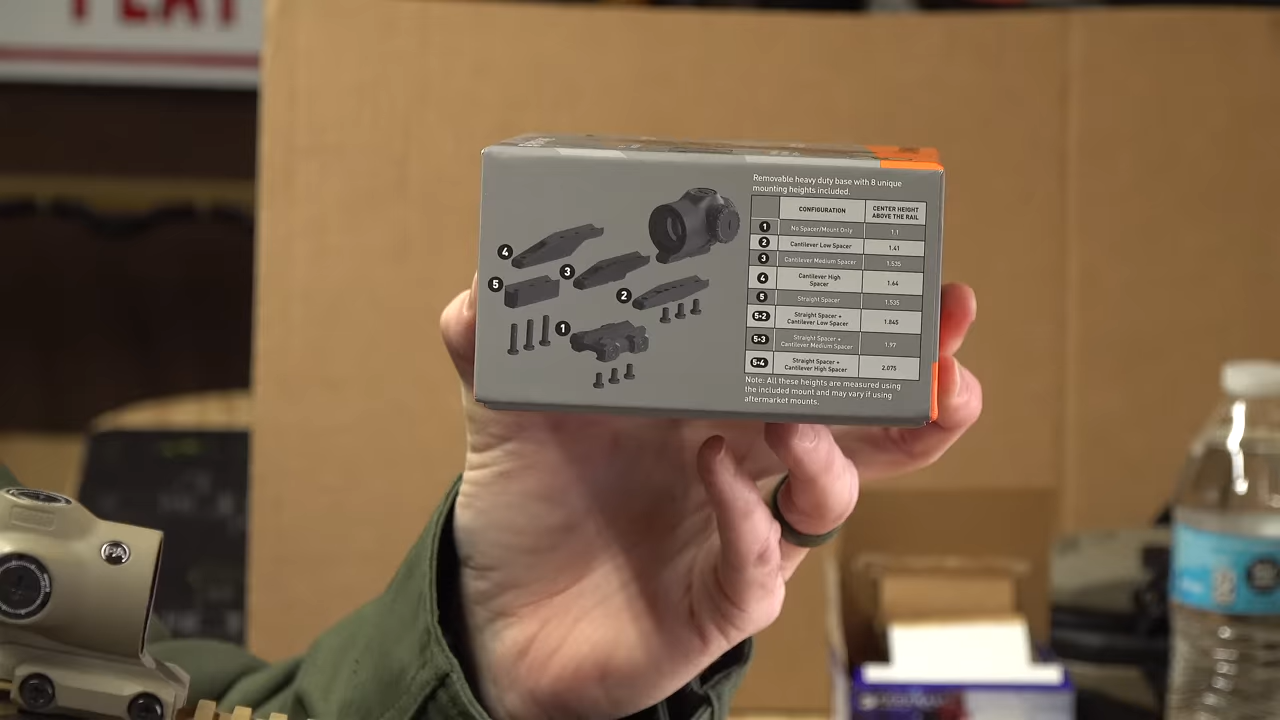 PLAY
Removable heavy duty base with 8 unique
mounting heights included.
CONFIGURATION
CENTER HEIGHT
ABOVE THE RAIL
1 No Spacer/Mount Only 1.1
2 Cantilever Low Spacer 1.41
3 Cantilever Medium Spacer 1.535
4 Cantilever High
Spacer 1.64
5 Straight Spacer 1.535
5+2 Straight Spacer +
Cantilever Low Spacer 1.845
5+3 Straight Spacer +
Cantilever Medium Spacer 1.97
5+4 Straight Spacer +
Cantilever High Spacer 2.075
Note: All these heights are measured using
the included mount and may vary if using
aftermarket mounts.
4
5
3
2
1
PA